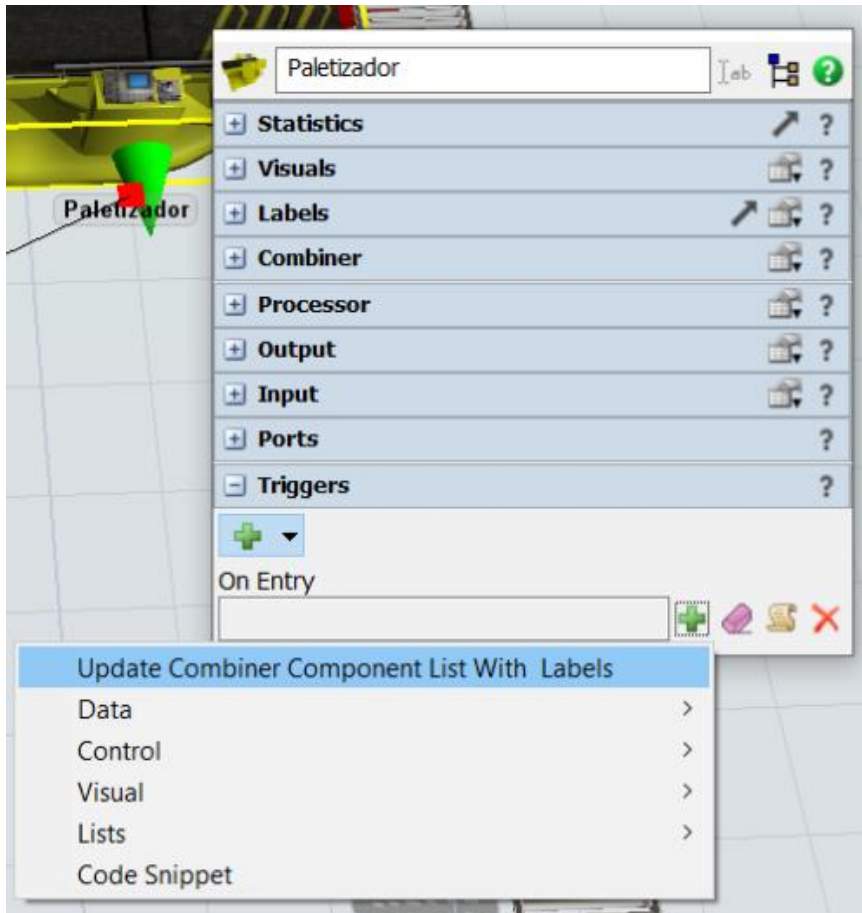 Paletizador
Statistics
?
Visuals
?
Labels
?
Paletizador
Combiner
?
Processor
?
Output
?
Input
?
Ports
?
Triggers
?
On Entry
Update Combiner Component List With Labels
Data
Control
Visual
Lists
Code Snippet